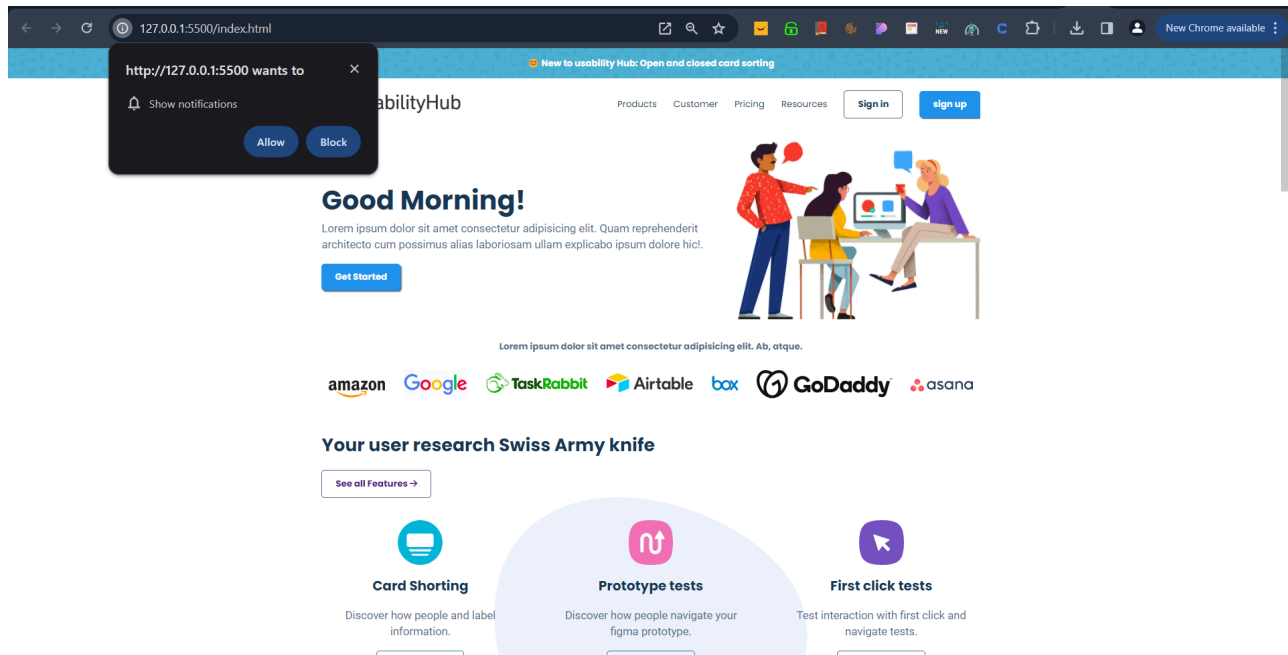 127.0.0.1:5500/index.html
NEW
New Chrome available
http://127.0.0.1:5500 wants to
Show notifications
Allow
Block
😊 New to usability Hub: Open and closed card sorting
abilityHub
Products
Customer
Pricing
Resources
Sign in
sign up
Good Morning!
Lorem ipsum dolor sit amet consectetur adipisicing elit. Quam reprehenderit
architecto cum possimus alias laboriosam ullam explicabo ipsum dolore hic!.
Get Started
Lorem ipsum dolor sit amet consectetur adipisicing elit. Ab, atque.
amazon
Google
TaskRabbit
Airtable
box
GoDaddy
asana
Your user research Swiss Army knife
See all Features →
Card Shorting
Prototype tests
First click tests
Discover how people and label
information.
Discover how people navigate your
figma prototype.
Test interaction with first click and
navigate tests.